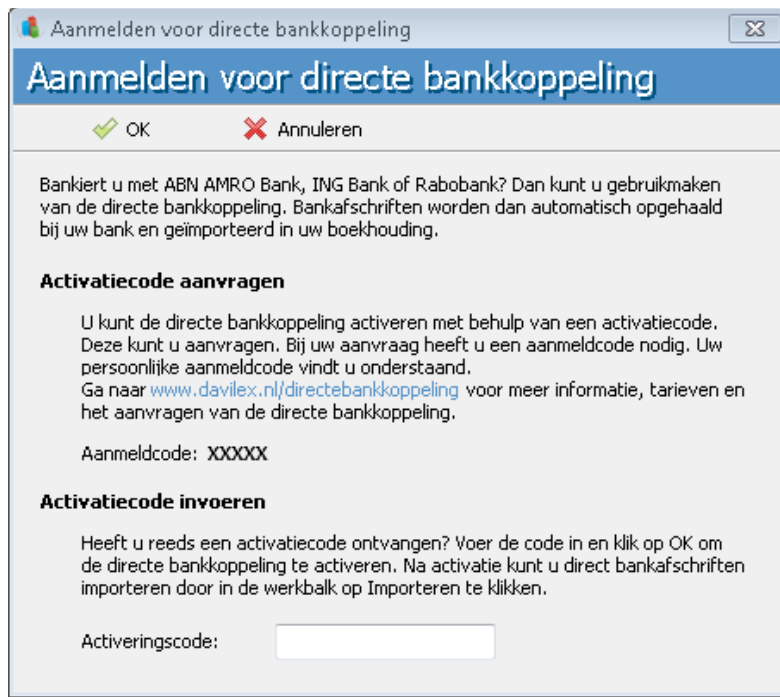 Aanmelden voor directe bankkoppeling
Aanmelden voor directe bankkoppeling
OK Annuleren
Bankiert u met ABN AMRO Bank, ING Bank of Rabobank? Dan kunt u gebruikmaken
van de directe bankkoppeling. Bankafschriften worden dan automatisch opgehaald
bij uw bank en geïmporteerd in uw boekhouding.
Activatiecode aanvragen
U kunt de directe bankkoppeling activeren met behulp van een activatiecode.
Deze kunt u aanvragen. Bij uw aanvraag heeft u een aanmeldcode nodig. Uw
persoonlijke aanmeldcode vindt u onderstaand.
Ga naar www.davilex.nl/directebankkoppeling voor meer informatie, tarieven en
het aanvragen van de directe bankkoppeling.
Aanmeldcode: XXXXX
Activatiecode invoeren
Heeft u reeds een activatiecode ontvangen? Voer de code in en klik op OK om
de directe bankkoppeling te activeren. Na activatie kunt u direct bankafschriften
importeren door in de werkbalk op Importeren te klikken.
Activeringscode: